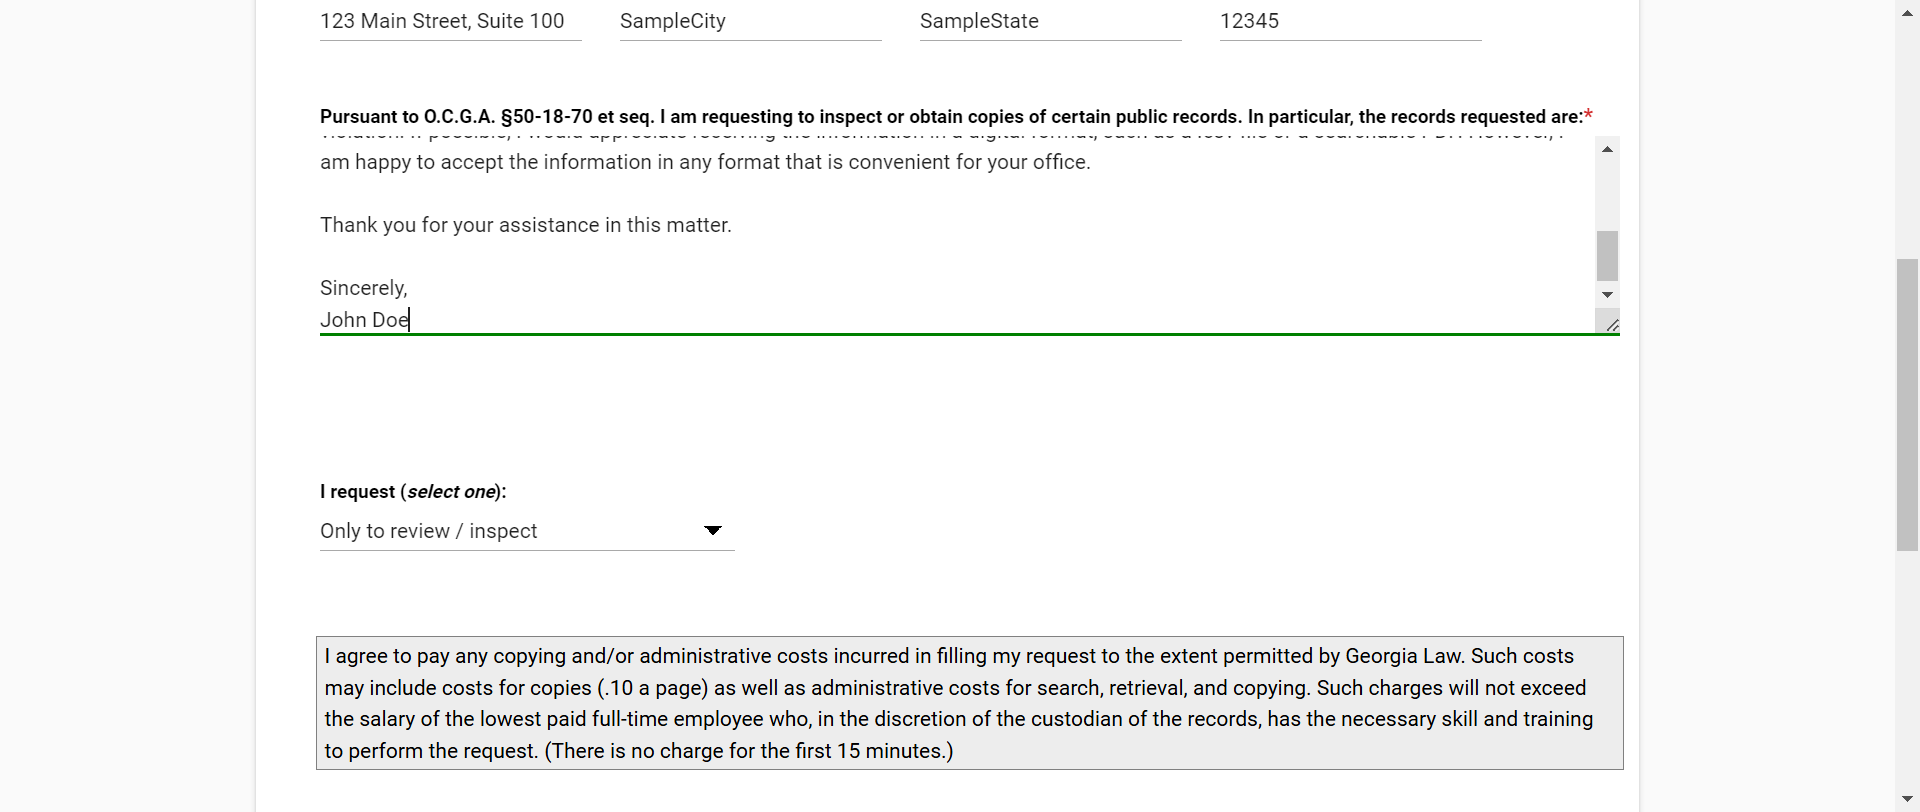 123 Main Street, Suite 100 SampleCity SampleState 12345
Pursuant to O.C.G.A. §50-18-70 et seq. I am requesting to inspect or obtain copies of certain public records. In particular, the records requested are:*
am happy to accept the information in any format that is convenient for your office.
Thank you for your assistance in this matter.
Sincerely,
John Doe
I request (select one):
Only to review / inspect
I agree to pay any copying and/or administrative costs incurred in filling my request to the extent permitted by Georgia Law. Such costs
may include costs for copies (.10 a page) as well as administrative costs for search, retrieval, and copying. Such charges will not exceed
the salary of the lowest paid full-time employee who, in the discretion of the custodian of the records, has the necessary skill and training
to perform the request. (There is no charge for the first 15 minutes.)